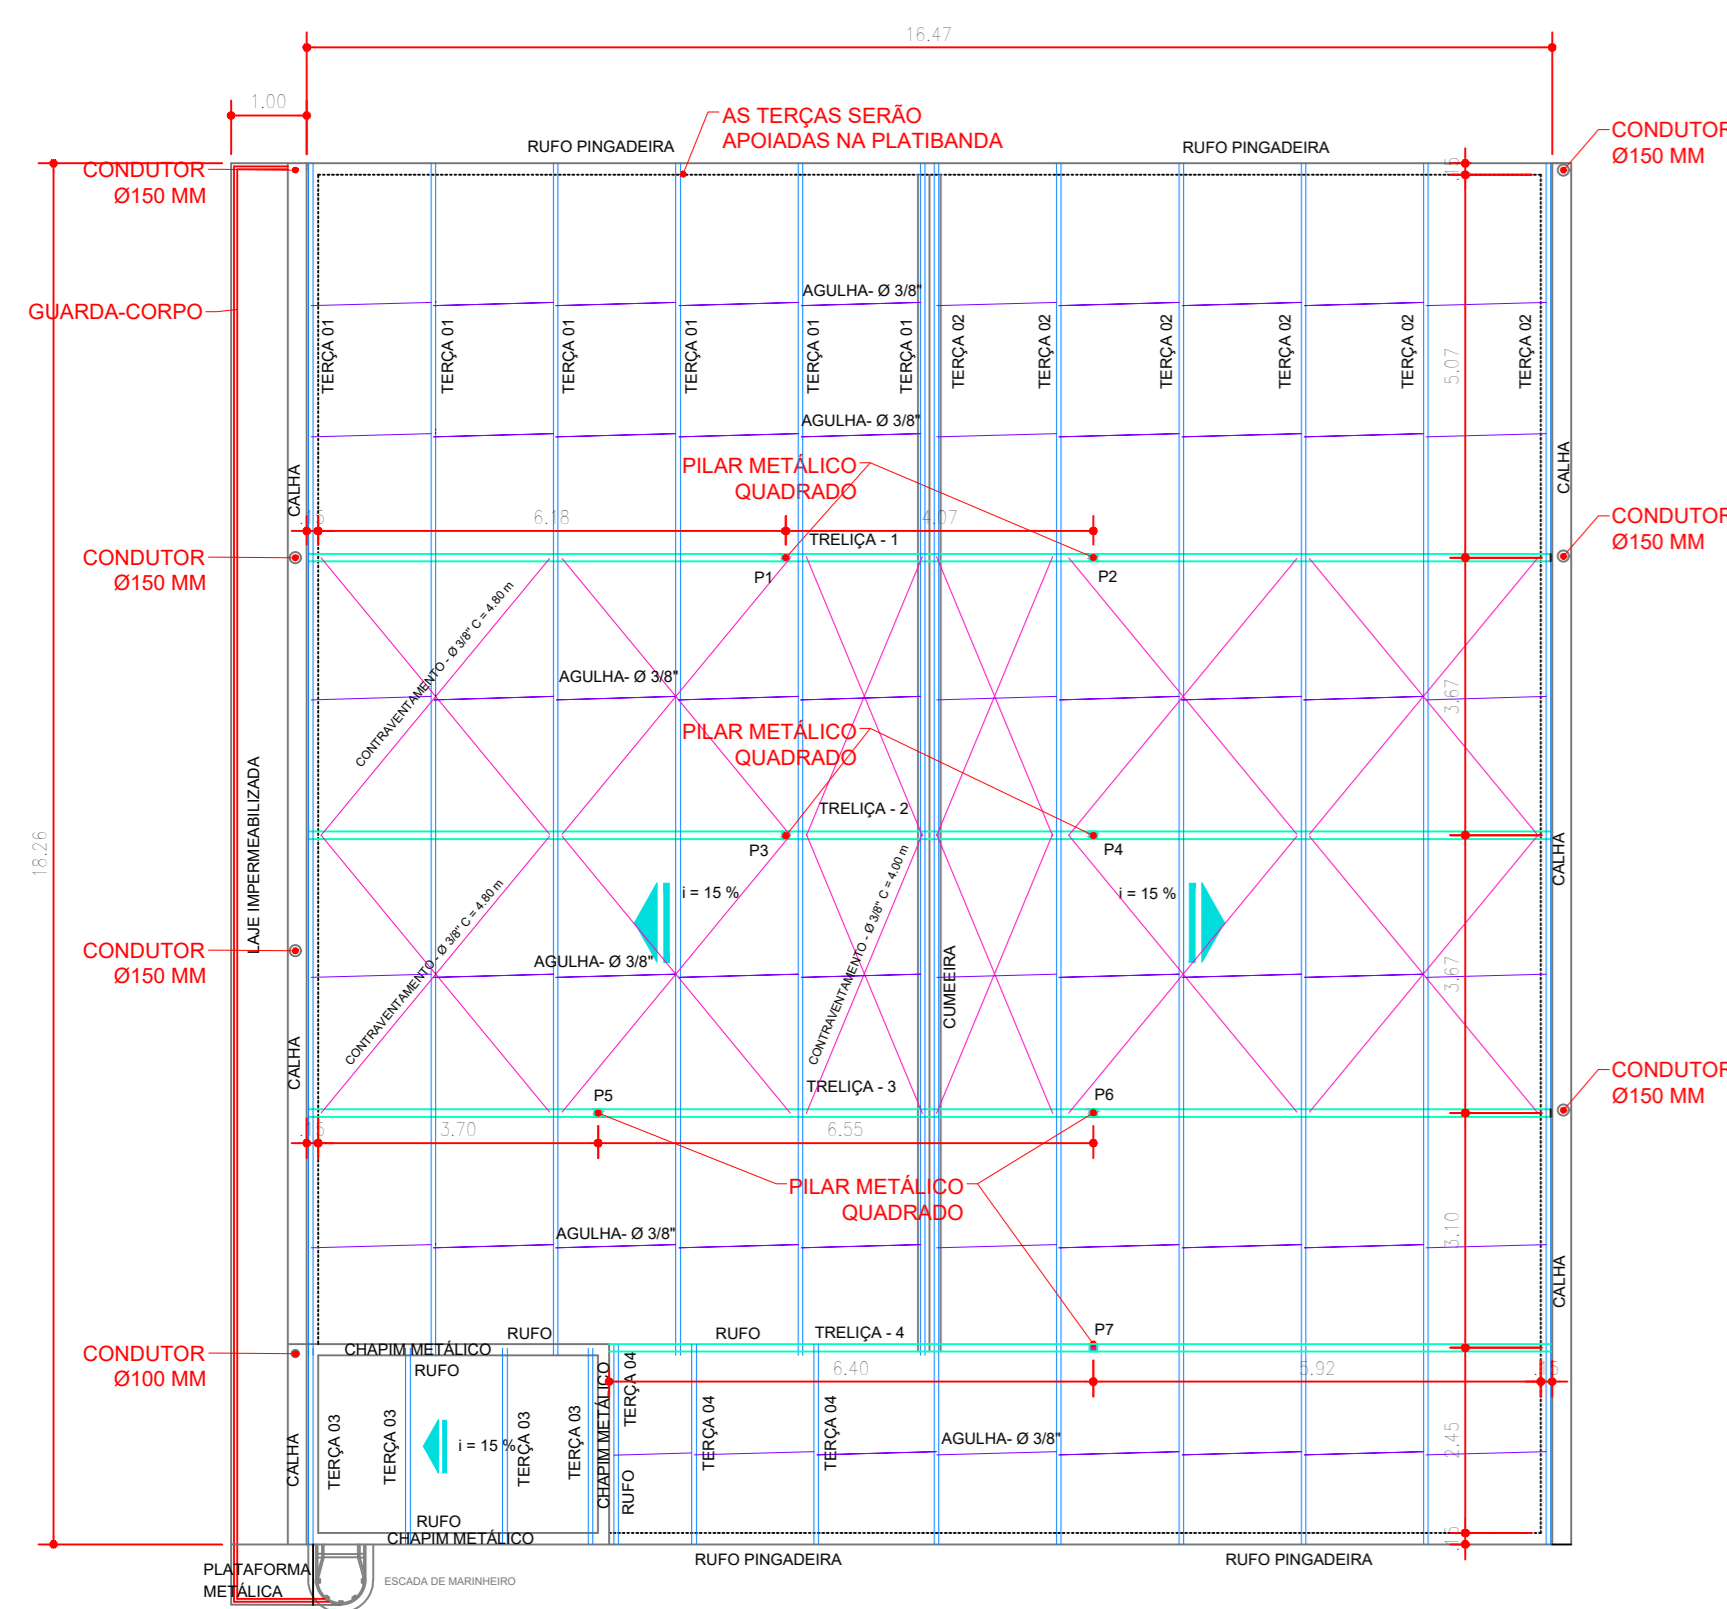 16.47
1.00
AS TERÇAS SERÃO
APOIADAS NA PLATIBANDA
RUFO PINGADEIRA
RUFO PINGADEIRA
CONDUTOR
Ø150 MM
CONDUTOR
Ø150 MM
.15
GUARDA-CORPO
AGULHA- Ø 3/8"
TERÇA 01
TERÇA 01
TERÇA 01
TERÇA 01
TERÇA 01
TERÇA 01
TERÇA 02
TERÇA 02
TERÇA 02
TERÇA 02
TERÇA 02
TERÇA 02
5.07
AGULHA- Ø 3/8"
PILAR METÁLICO
QUADRADO
CALHA
CALHA
.15
6.18
4.07
TRELIÇA - 1
CONDUTOR
Ø150 MM
CONDUTOR
Ø150 MM
P1
P2
CONTRAVENTAMENTO - Ø 3/8" C = 4.80 m
AGULHA- Ø 3/8"
3.67
PILAR METÁLICO
QUADRADO
LAJE IMPERMEABILIZADA
TRELIÇA - 2
P3
P4
18.26
CALHA
i = 15 %
i = 15 %
CONTRAVENTAMENTO - Ø 3/8" C = 4.80 m
CONTRAVENTAMENTO - Ø 3/8" C = 4.00 m
CONDUTOR
Ø150 MM
AGULHA- Ø 3/8"
CUMEEIRA
3.67
CALHA
TRELIÇA - 3
P5
P6
CONDUTOR
Ø150 MM
.15
3.70
6.55
PILAR METÁLICO
QUADRADO
AGULHA- Ø 3/8"
3.10
CALHA
RUFO
RUFO
TRELIÇA - 4
P7
CHAPIM METÁLICO
RUFO
CONDUTOR
Ø100 MM
6.40
5.92
.15
TERÇA 03
TERÇA 03
TERÇA 03
TERÇA 03
CHAPIM METÁLICO
TERÇA 04
TERÇA 04
TERÇA 04
i = 15 %
AGULHA- Ø 3/8"
2.45
CALHA
RUFO
RUFO
CHAPIM METÁLICO
.15
RUFO PINGADEIRA
RUFO PINGADEIRA
PLATAFORMA
METÁLICA
ESCADA DE MARINHEIRO